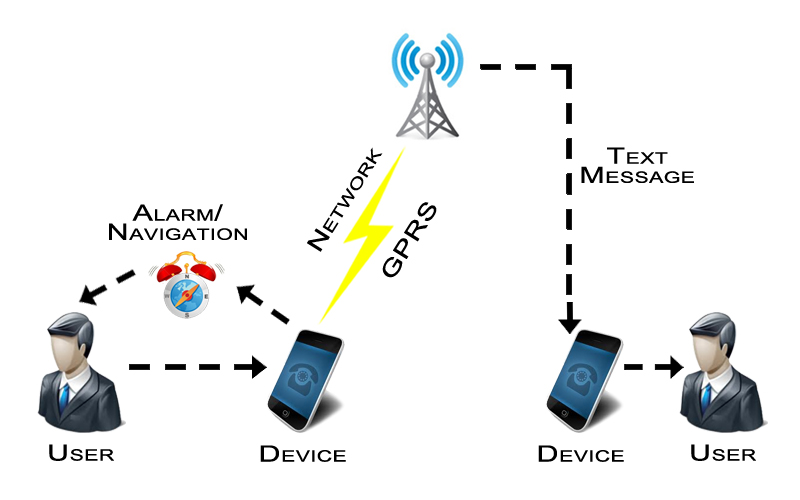 Text
Message
Network
GPRS
Alarm/
Navigation
N
W
E
S
User
Device
Device
User